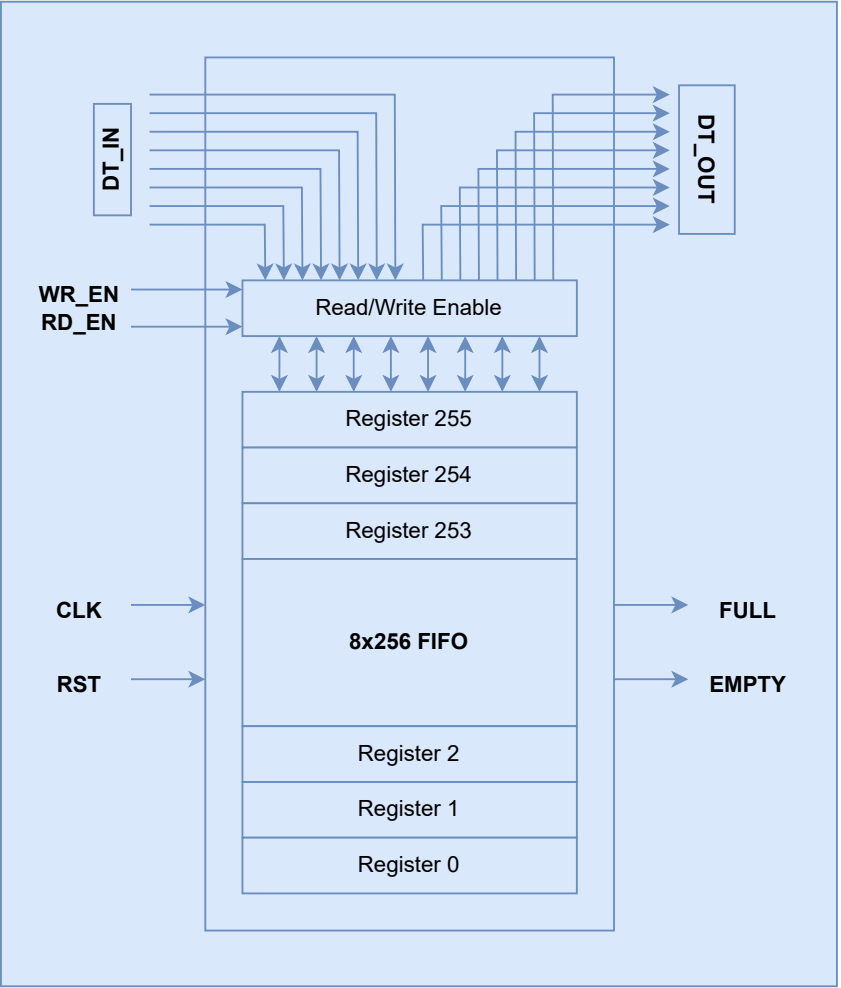 DT_IN
DT_OUT
WR_EN
RD_EN
Read/Write Enable
Register 255
Register 254
Register 253
CLK
8x256 FIFO
FULL
RST
EMPTY
Register 2
Register 1
Register 0